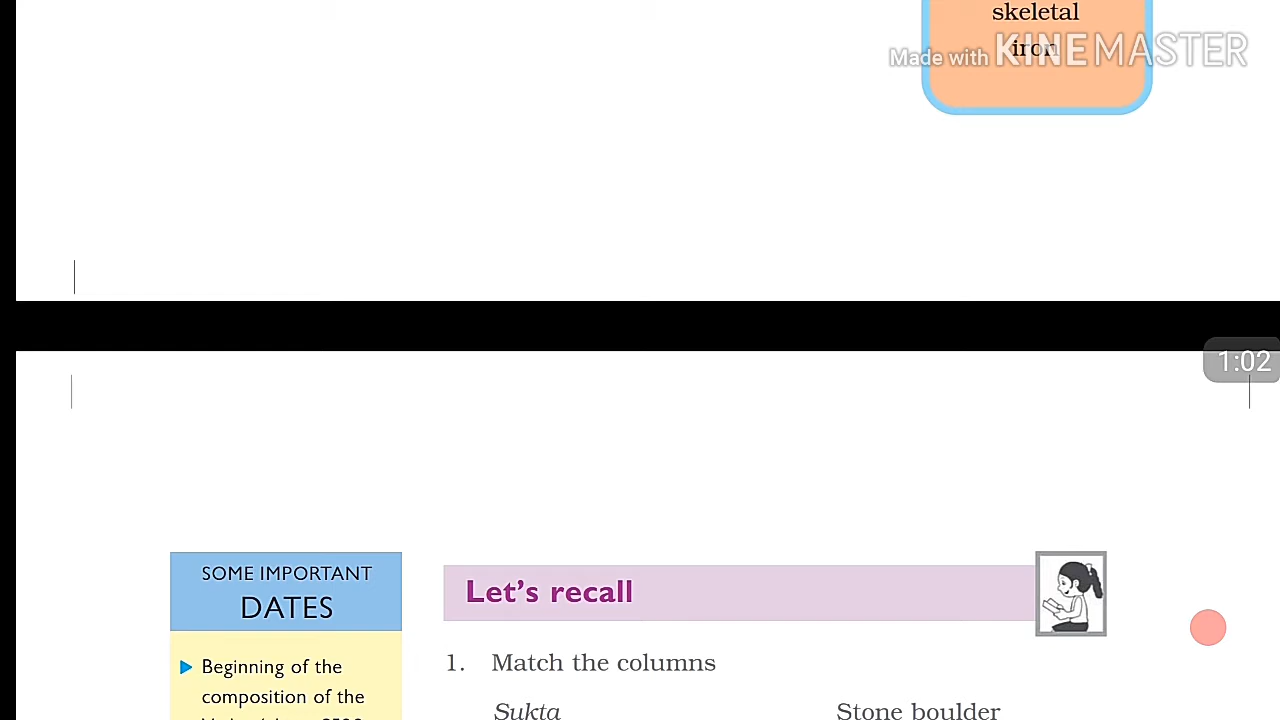 skeletal
iron
Made with KINEMASTER
1:02
SOME IMPORTANT
DATES
Beginning of the
composition of the
Let's recall
1. Match the columns
Sukta Stone boulder